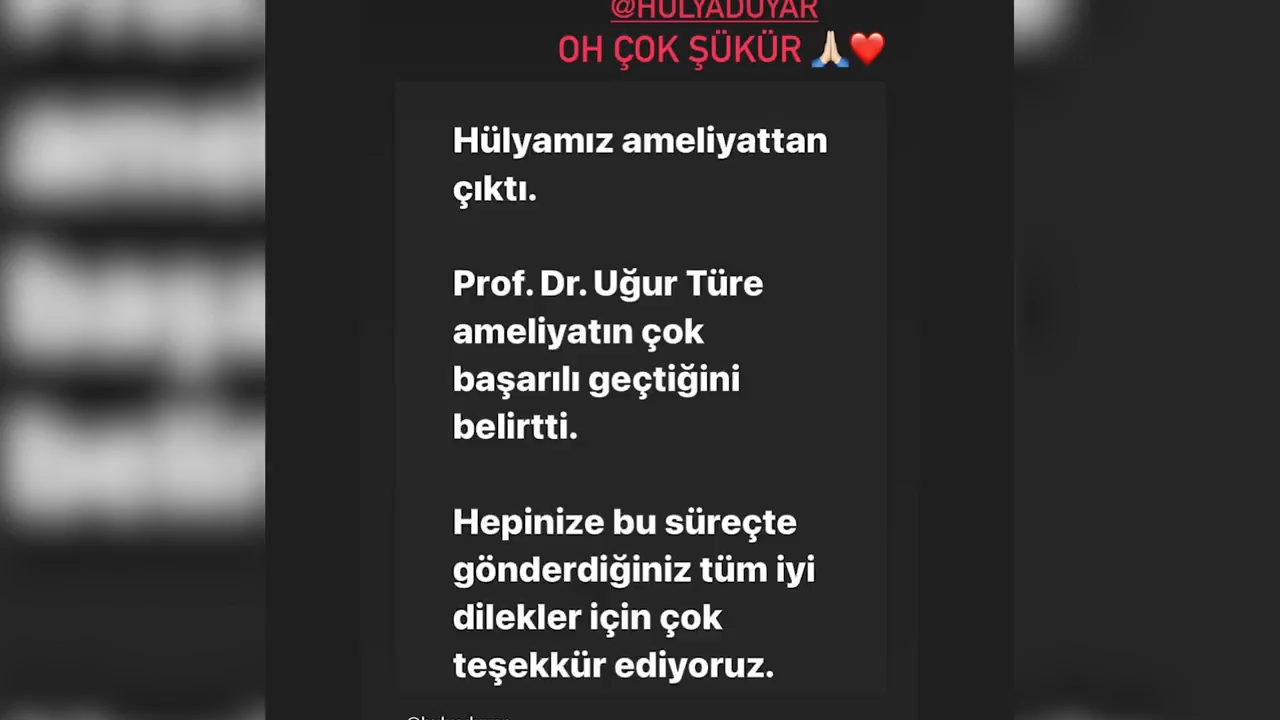 @HULYADUYAR
OH ÇOK ŞÜKÜR 🙏🏻❤️
Hülyamız ameliyattan
çıktı.
Prof. Dr. Uğur Türe
ameliyatın çok
başarılı geçtiğini
belirtti.
Hepinize bu süreçte
gönderdiğiniz tüm iyi
dilekler için çok
teşekkür ediyoruz.